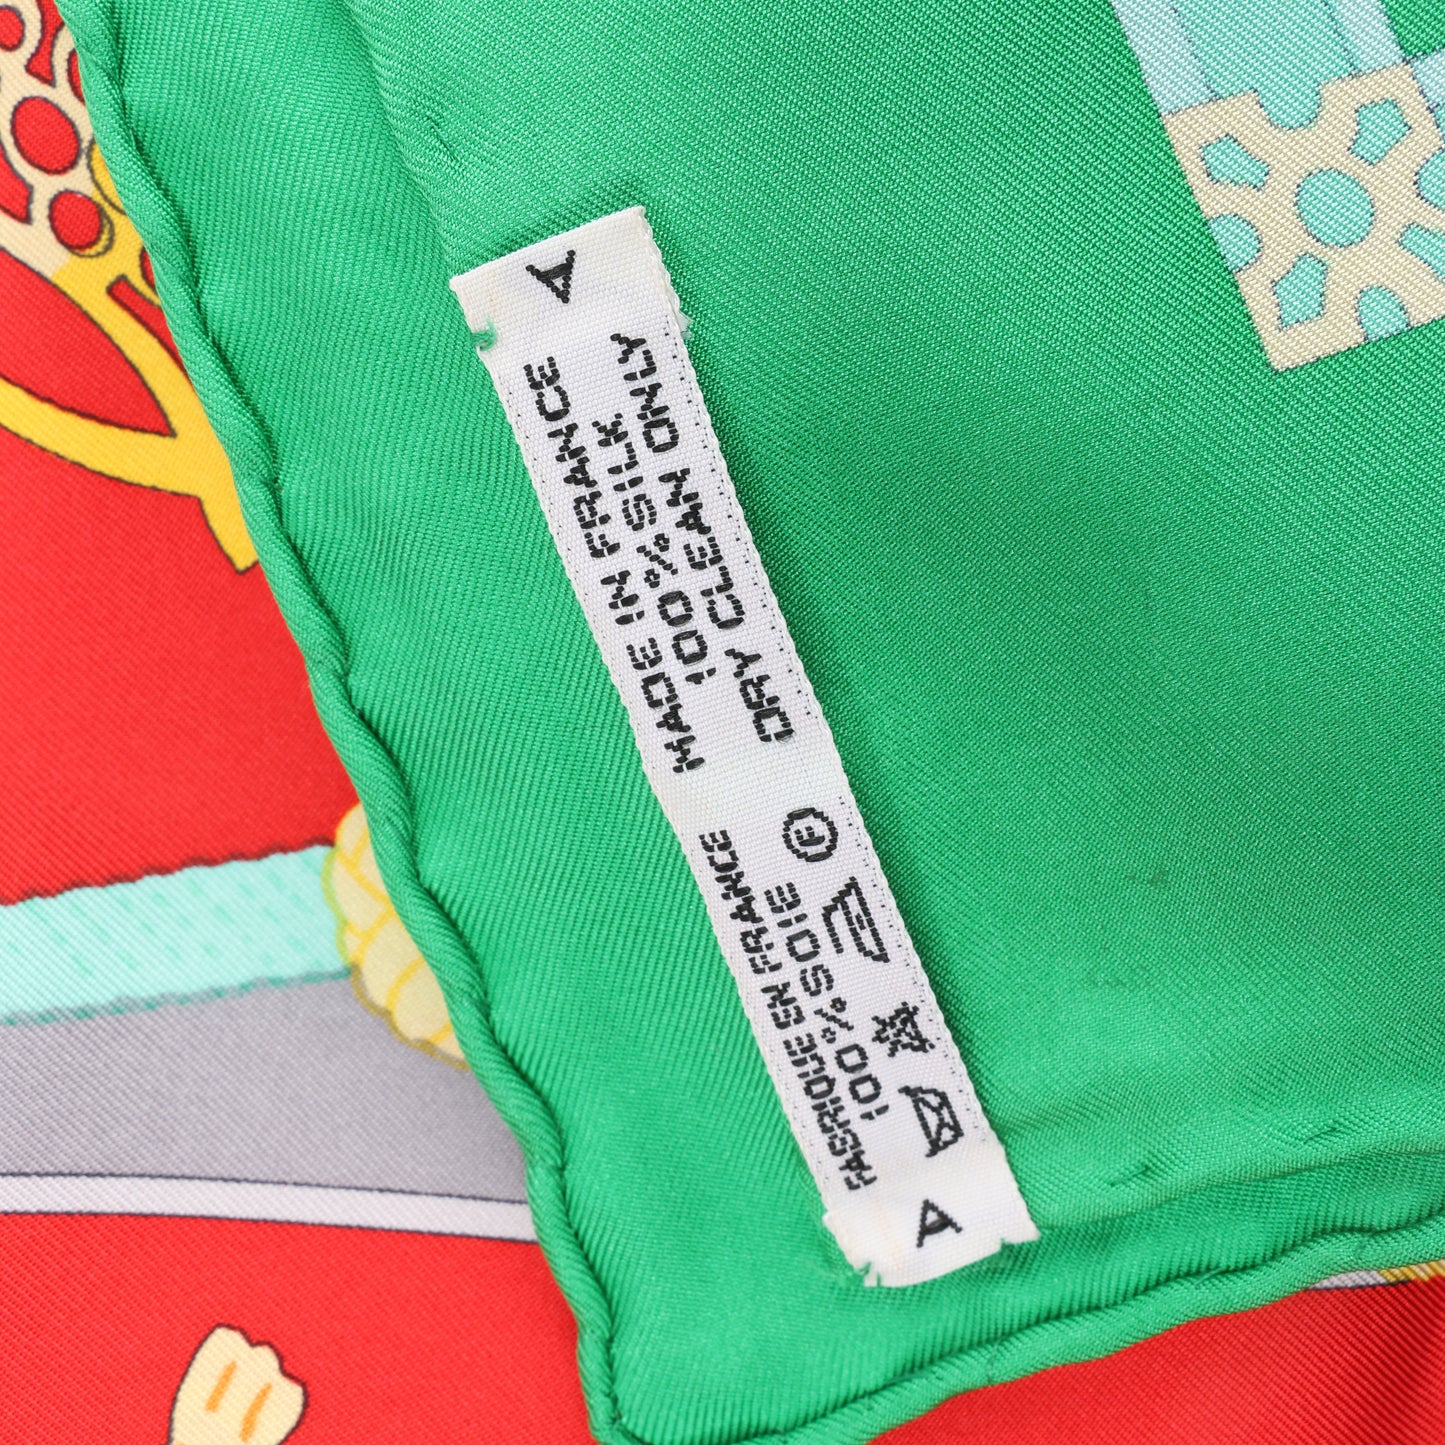 A
MADE IN FRANCE
100% SILK
DRY CLEAN ONLY
F
FABRIQUE EN FRANCE
100% SOIE
A